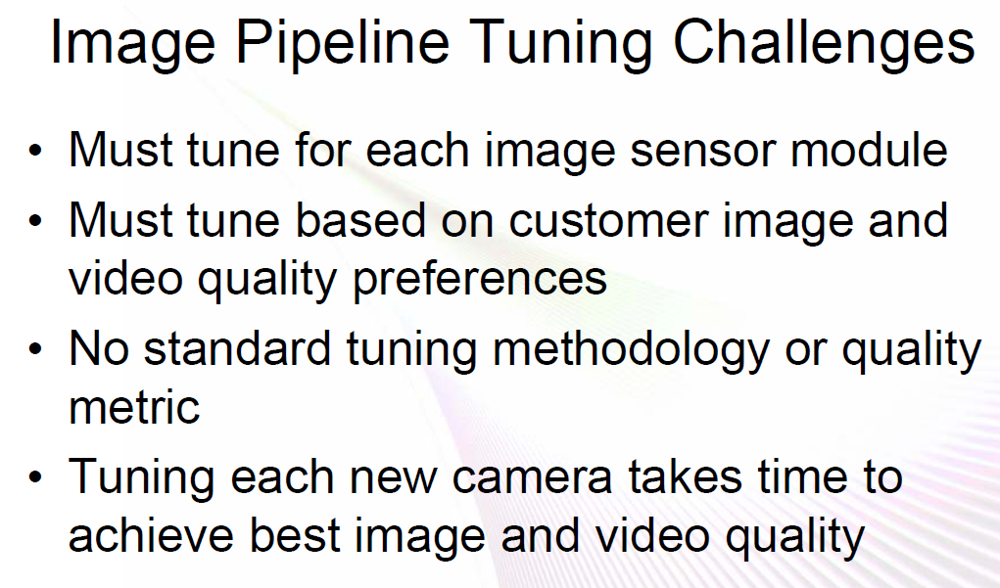 Image Pipeline Tuning Challenges
• Must tune for each image sensor module
• Must tune based on customer image and
video quality preferences
• No standard tuning methodology or quality
metric
• Tuning each new camera takes time to
achieve best image and video quality